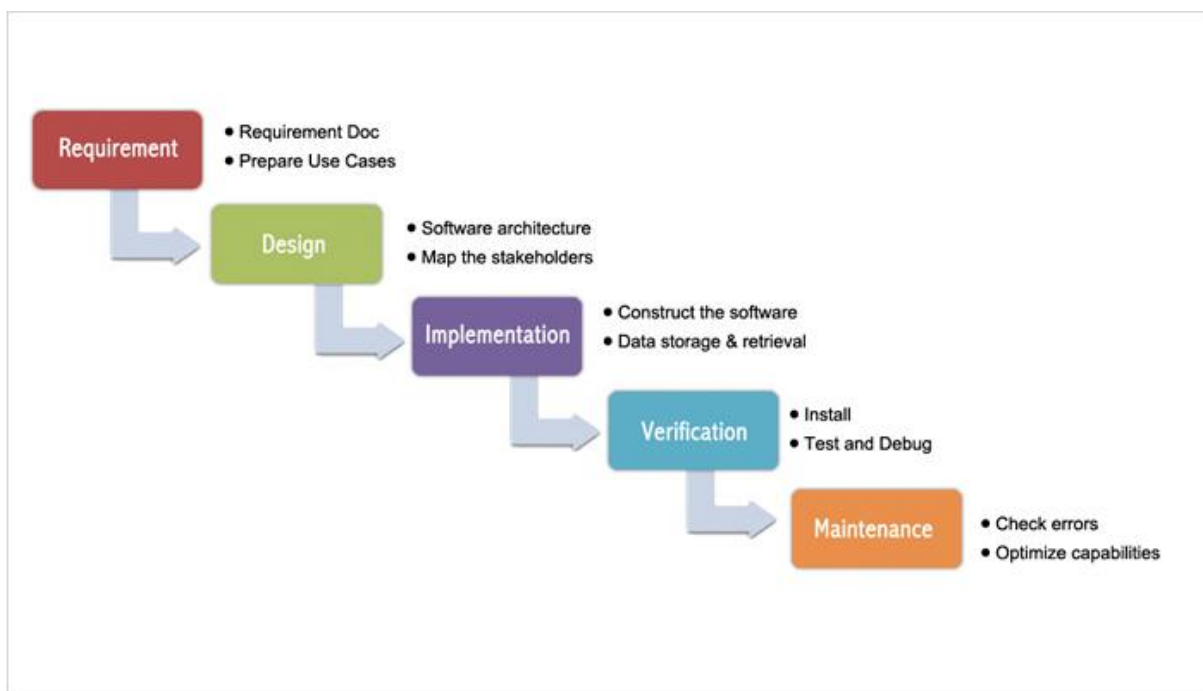 Requirement
• Requirement Doc
• Prepare Use Cases
Design
• Software architecture
• Map the stakeholders
Implementation
• Construct the software
• Data storage & retrieval
Verification
• Install
• Test and Debug
Maintenance
• Check errors
• Optimize capabilities